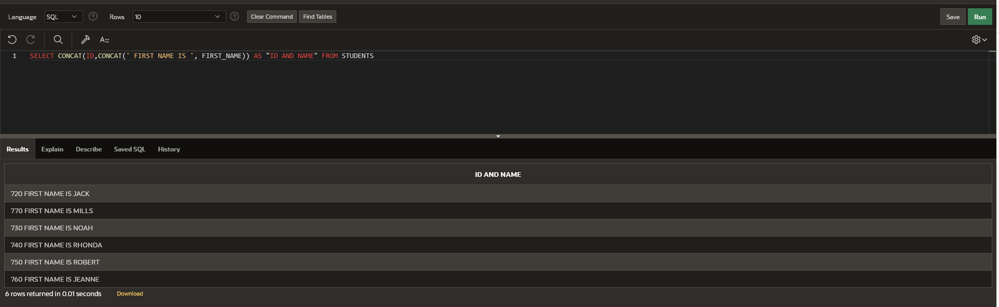 Language SQL ? Rows 10 ? Clear Command Find Tables Save Run
A::
1 SELECT CONCAT(ID,CONCAT(' FIRST NAME IS ', FIRST_NAME)) AS "ID AND NAME" FROM STUDENTS
Results Explain Describe Saved SQL History
ID AND NAME
720 FIRST NAME IS JACK
770 FIRST NAME IS MILLS
730 FIRST NAME IS NOAH
740 FIRST NAME IS RHONDA
750 FIRST NAME IS ROBERT
760 FIRST NAME IS JEANNE
6 rows returned in 0.01 seconds Download